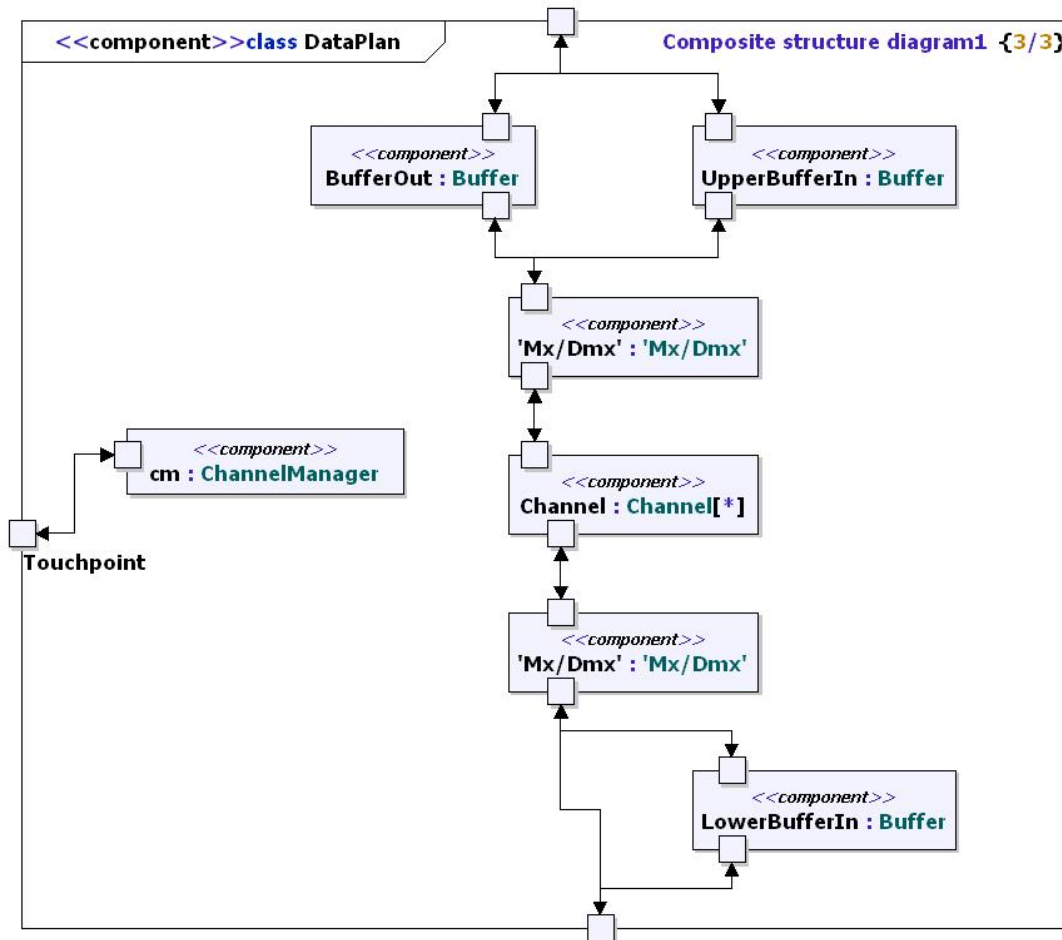 <<component>>class DataPlan
Composite structure diagram1 {3/3}
<<component>>
BufferOut : Buffer
<<component>>
UpperBufferIn : Buffer
<<component>>
'Mx/Dmx' : 'Mx/Dmx'
<<component>>
cm : ChannelManager
<<component>>
Channel : Channel[*]
Touchpoint
<<component>>
'Mx/Dmx' : 'Mx/Dmx'
<<component>>
LowerBufferIn : Buffer